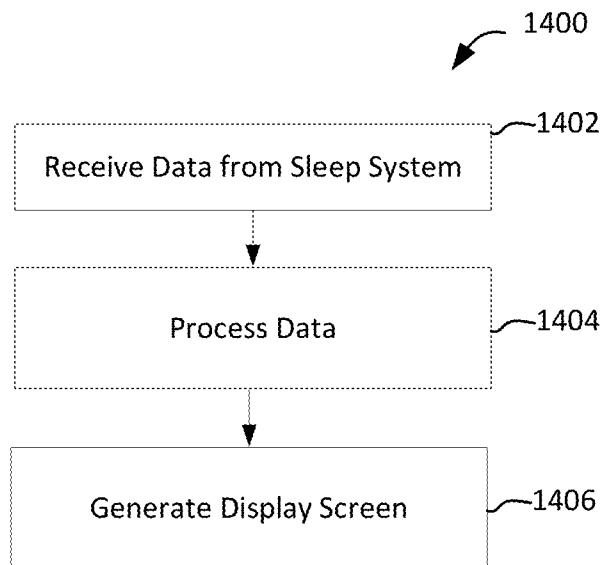 1400
1402
Receive Data from Sleep System
Process Data
1404
Generate Display Screen
1406